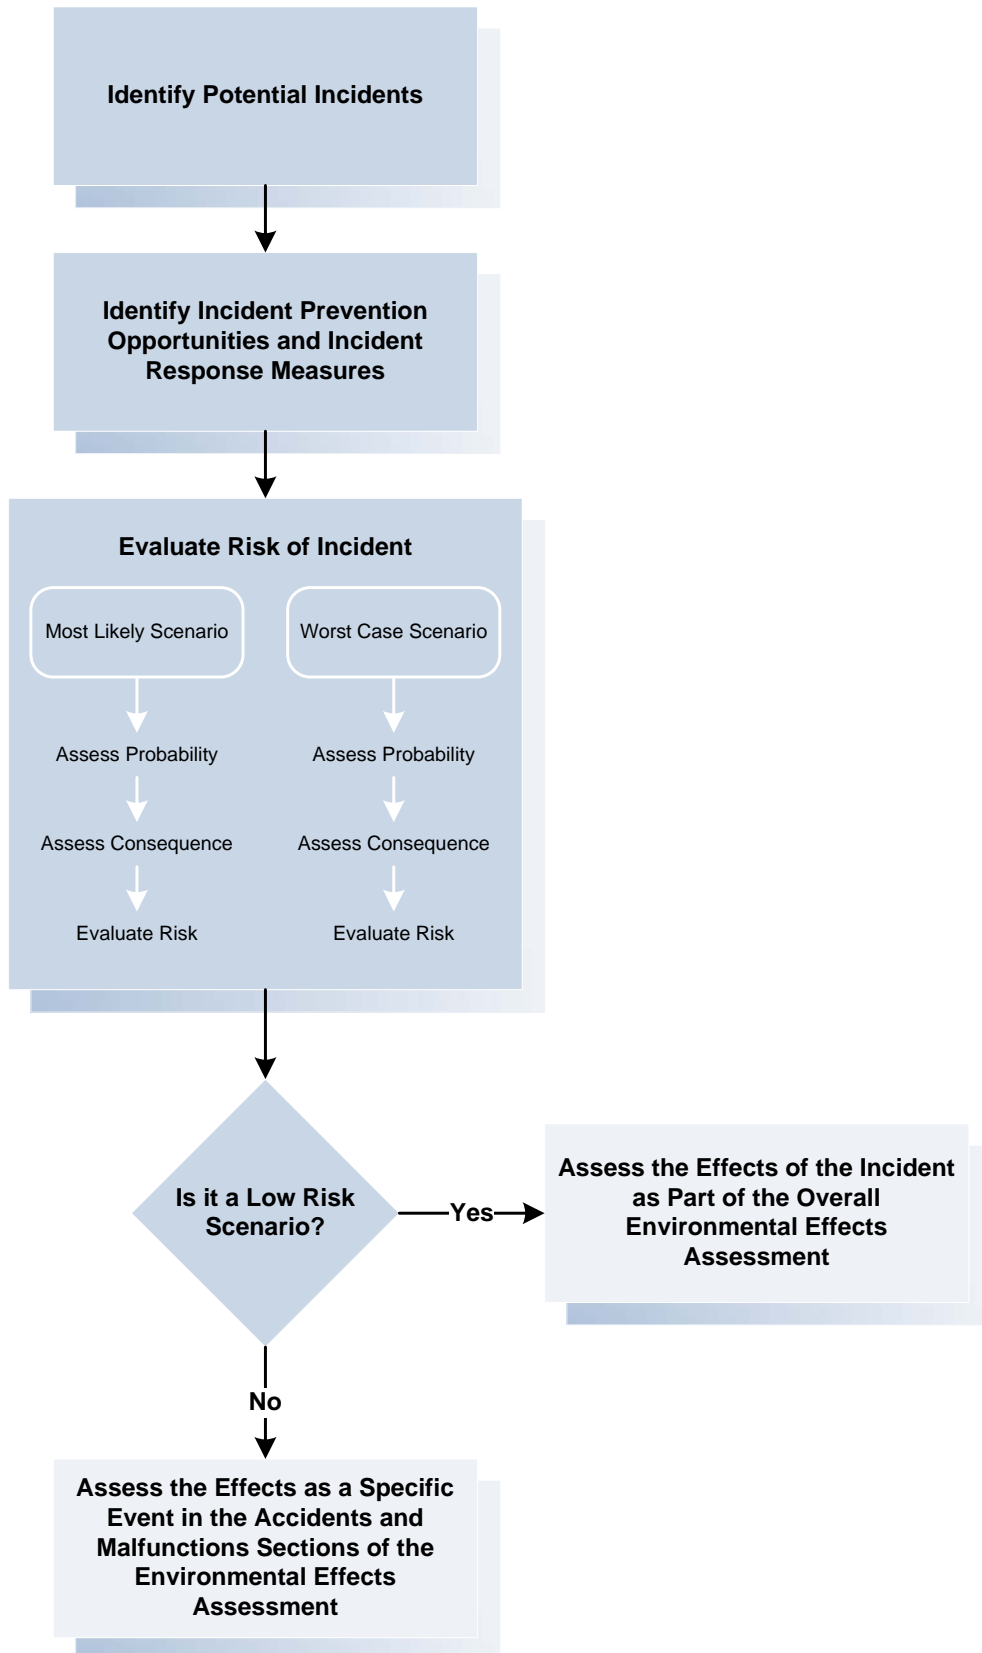 Identify Potential Incidents
Identify Incident Prevention
Opportunities and Incident
Response Measures
Evaluate Risk of Incident
Most Likely Scenario
Worst Case Scenario
Assess Probability
Assess Probability
Assess Consequence
Assess Consequence
Evaluate Risk
Evaluate Risk
Is it a Low Risk
Scenario?
Yes
Assess the Effects of the Incident
as Part of the Overall
Environmental Effects
Assessment
No
Assess the Effects as a Specific
Event in the Accidents and
Malfunctions Sections of the
Environmental Effects
Assessment